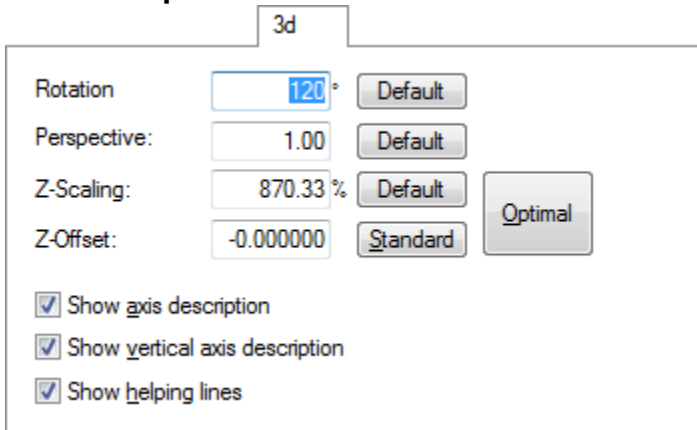 3d
Rotation 120 ° Default
Perspective: 1.00 Default
Z-Scaling: 870.33 % Default
Optimal
Z-Offset: -0.000000 Standard
Show axis description
Show vertical axis description
Show helping lines